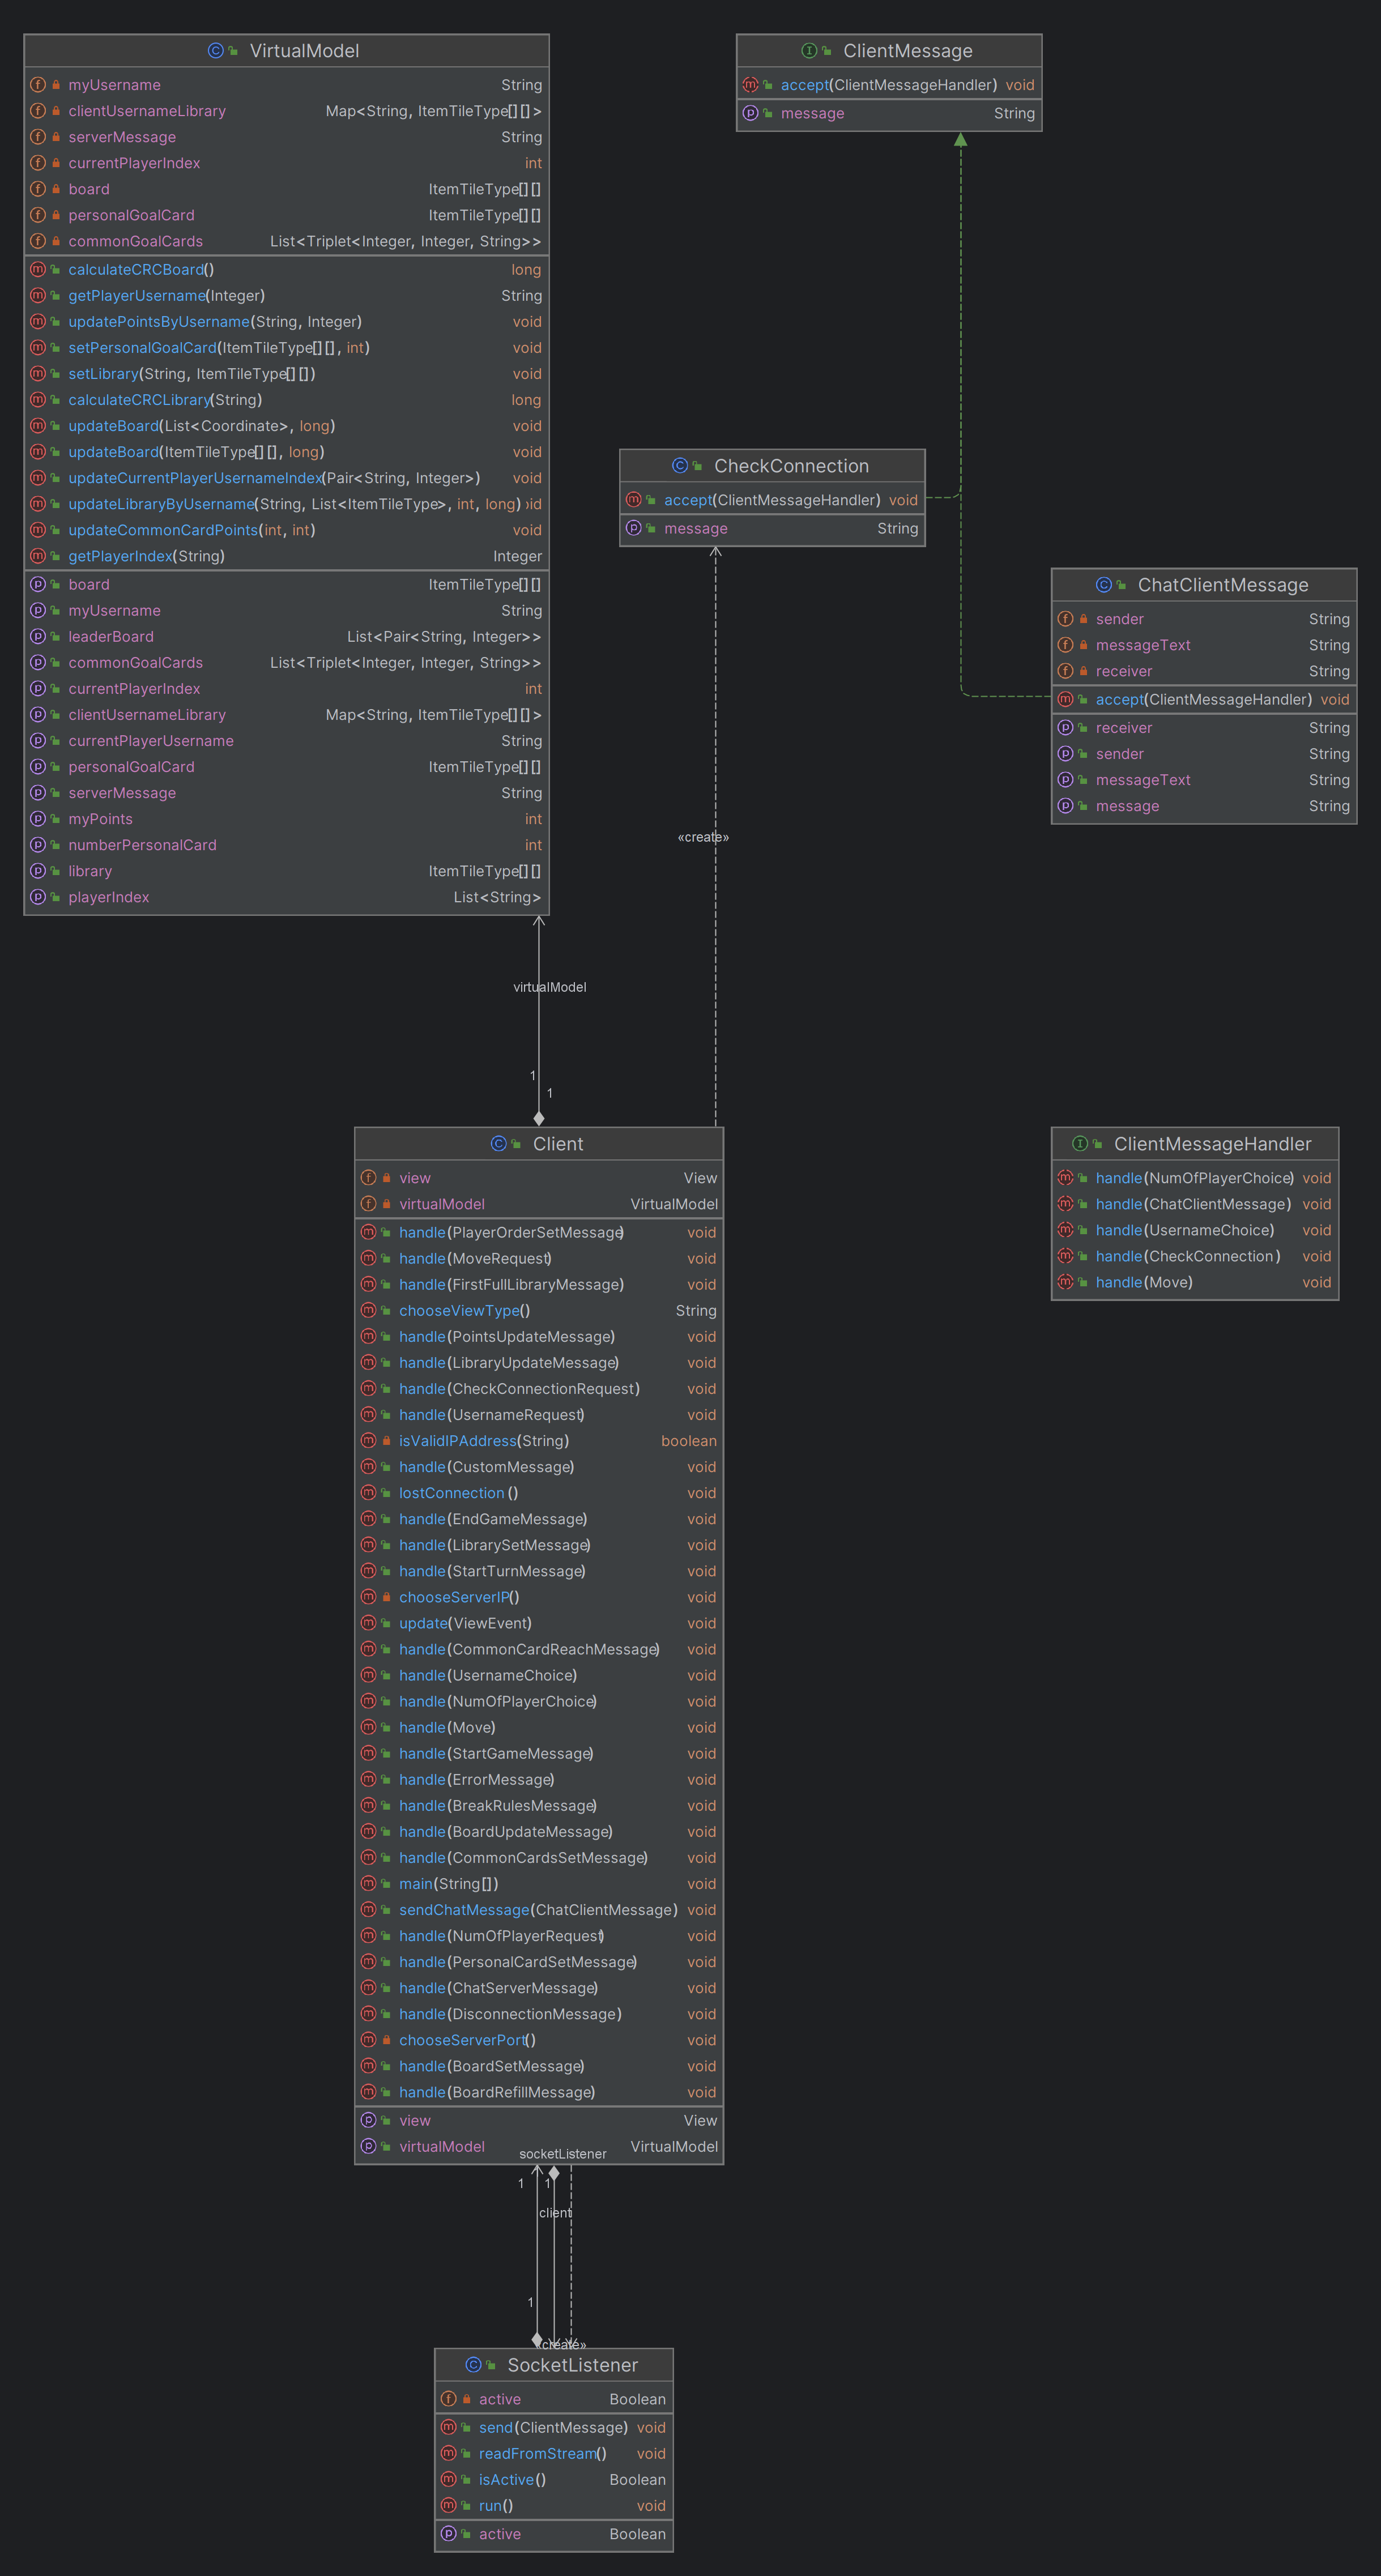 VirtualModel
myUsername String
clientUsernameLibrary Map<String, ItemTileType[][]>
serverMessage String
currentPlayerIndex int
board ItemTileType[][]
personalGoalCard ItemTileType[][]
commonGoalCards List<Triplet<Integer, Integer, String>>
calculateCRCBoard() long
getPlayerUsername(Integer) String
updatePointsByUsername(String, Integer) void
setPersonalGoalCard(ItemTileType[][], int) void
setLibrary(String, ItemTileType[][]) void
calculateCRCLibrary(String) long
updateBoard(List<Coordinate>, long) void
updateBoard(ItemTileType[][], long) void
updateCurrentPlayerUsernameIndex(Pair<String, Integer>) void
updateLibraryByUsername(String, List<ItemTileType>, int, long) id
updateCommonCardPoints(int, int) void
getPlayerIndex(String) Integer
board ItemTileType[][]
myUsername String
leaderBoard List<Pair<String, Integer>>
commonGoalCards List<Triplet<Integer, Integer, String>>
currentPlayerIndex int
clientUsernameLibrary Map<String, ItemTileType[][]>
currentPlayerUsername String
personalGoalCard ItemTileType[][]
serverMessage String
myPoints int
numberPersonalCard int
library ItemTileType[][]
playerIndex List<String>
ClientMessage
accept(ClientMessageHandler) void
message String
CheckConnection
accept(ClientMessageHandler) void
message String
ChatClientMessage
sender String
messageText String
receiver String
accept(ClientMessageHandler) void
receiver String
sender String
messageText String
message String
«create»
virtualModel
1
1
Client
view View
virtualModel VirtualModel
handle(PlayerOrderSetMessage) void
handle(MoveRequest) void
handle(FirstFullLibraryMessage) void
chooseViewType() String
handle(PointsUpdateMessage) void
handle(LibraryUpdateMessage) void
handle(CheckConnectionRequest) void
handle(UsernameRequest) void
isValidIPAddress(String) boolean
handle(CustomMessage) void
lostConnection () void
handle(EndGameMessage) void
handle(LibrarySetMessage) void
handle(StartTurnMessage) void
chooseServerIP() void
update(ViewEvent) void
handle(CommonCardReachMessage) void
handle(UsernameChoice) void
handle(NumOfPlayerChoice) void
handle(Move) void
handle(StartGameMessage) void
handle(ErrorMessage) void
handle(BreakRulesMessage) void
handle(BoardUpdateMessage) void
handle(CommonCardsSetMessage) void
main(String[]) void
sendChatMessage(ChatClientMessage) void
handle(NumOfPlayerRequest) void
handle(PersonalCardSetMessage) void
handle(ChatServerMessage) void
handle(DisconnectionMessage) void
chooseServerPort() void
handle(BoardSetMessage) void
handle(BoardRefillMessage) void
view View
virtualModel VirtualModel
ClientMessageHandler
handle(NumOfPlayerChoice) void
handle(ChatClientMessage) void
handle(UsernameChoice) void
handle(CheckConnection) void
handle(Move) void
socketListener
1
1
client
1
«create»
SocketListener
active Boolean
send(ClientMessage) void
readFromStream() void
isActive() Boolean
run() void
active Boolean